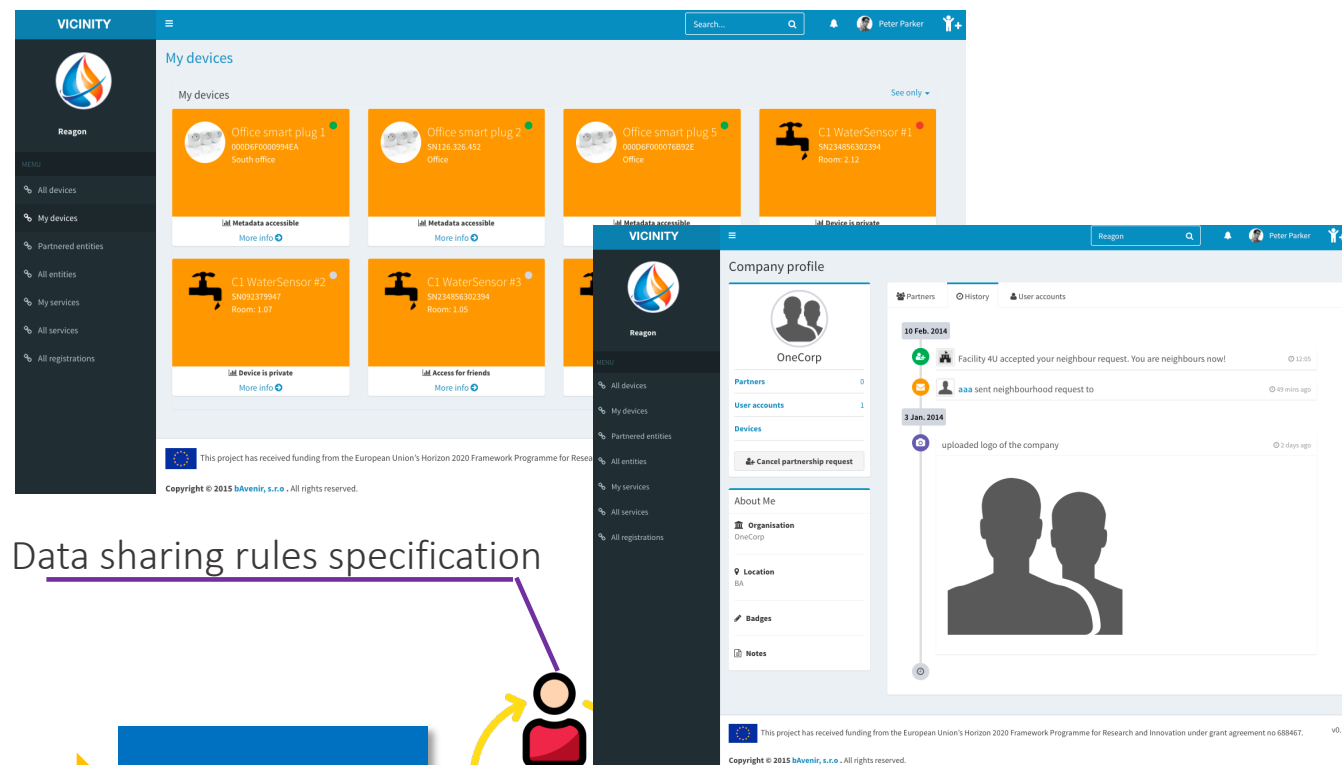 VICINITY
Search...
Peter Parker
Reagon
MENU
All devices
My devices
Partnered entities
All entities
My services
All services
All registrations
My devices
My devices
See only
Office smart plug 1
000D6F0000994EA
South office
Metadata accessible
More info
Office smart plug 2
SN126.326.452
Office
Metadata accessible
More info
Office smart plug 5
000D6F000076B92E
Office
Metadata accessible
C1 WaterSensor #1
SN234856302394
Room: 2.12
Device is private
C1 WaterSensor #2
SN092379947
Room: 1.07
Device is private
More info
C1 WaterSensor #3
SN234856302394
Room: 1.05
Access for friends
More info
This project has received funding from the European Union's Horizon 2020 Framework Programme for Resea
Copyright © 2015 bAvenir, s.r.o . All rights reserved.
Data sharing rules specification
VICINITY
Reagon
Peter Parker
Reagon
MENU
All devices
My devices
Partnered entities
All entities
My services
All services
All registrations
Company profile
OneCorp
Partners 0
User accounts 1
Devices
Cancel partnership request
About Me
Organisation
OneCorp
Location
BA
Badges
Notes
Partners History User accounts
10 Feb. 2014
Facility 4U accepted your neighbour request. You are neighbours now! 12:05
aaa sent neighbourhood request to 49 mins ago
3 Jan. 2014
uploaded logo of the company 2 days ago
This project has received funding from the European Union's Horizon 2020 Framework Programme for Research and Innovation under grant agreement no 688467.
v0.
Copyright © 2015 bAvenir, s.r.o . All rights reserved.